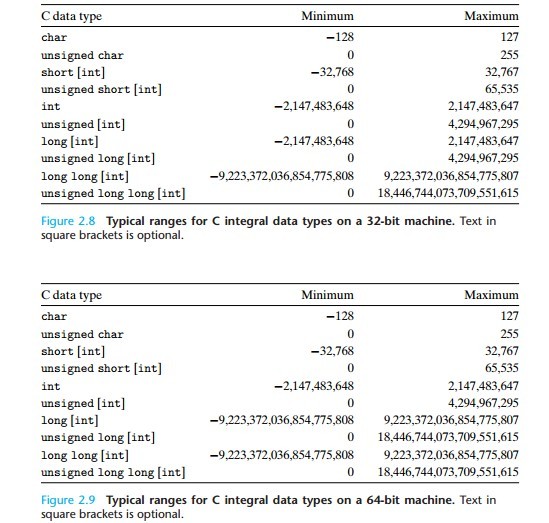 C data type Minimum Maximum
char −128 127
unsigned char 0 255
short [int] −32,768 32,767
unsigned short [int] 0 65,535
int −2,147,483,648 2,147,483,647
unsigned [int] 0 4,294,967,295
long [int] −2,147,483,648 2,147,483,647
unsigned long [int] 0 4,294,967,295
long long [int] −9,223,372,036,854,775,808 9,223,372,036,854,775,807
unsigned long long [int] 0 18,446,744,073,709,551,615
Figure 2.8 Typical ranges for C integral data types on a 32-bit machine. Text in
square brackets is optional.
C data type Minimum Maximum
char −128 127
unsigned char 0 255
short [int] −32,768 32,767
unsigned short [int] 0 65,535
int −2,147,483,648 2,147,483,647
unsigned [int] 0 4,294,967,295
long [int] −9,223,372,036,854,775,808 9,223,372,036,854,775,807
unsigned long [int] 0 18,446,744,073,709,551,615
long long [int] −9,223,372,036,854,775,808 9,223,372,036,854,775,807
unsigned long long [int] 0 18,446,744,073,709,551,615
Figure 2.9 Typical ranges for C integral data types on a 64-bit machine. Text in
square brackets is optional.